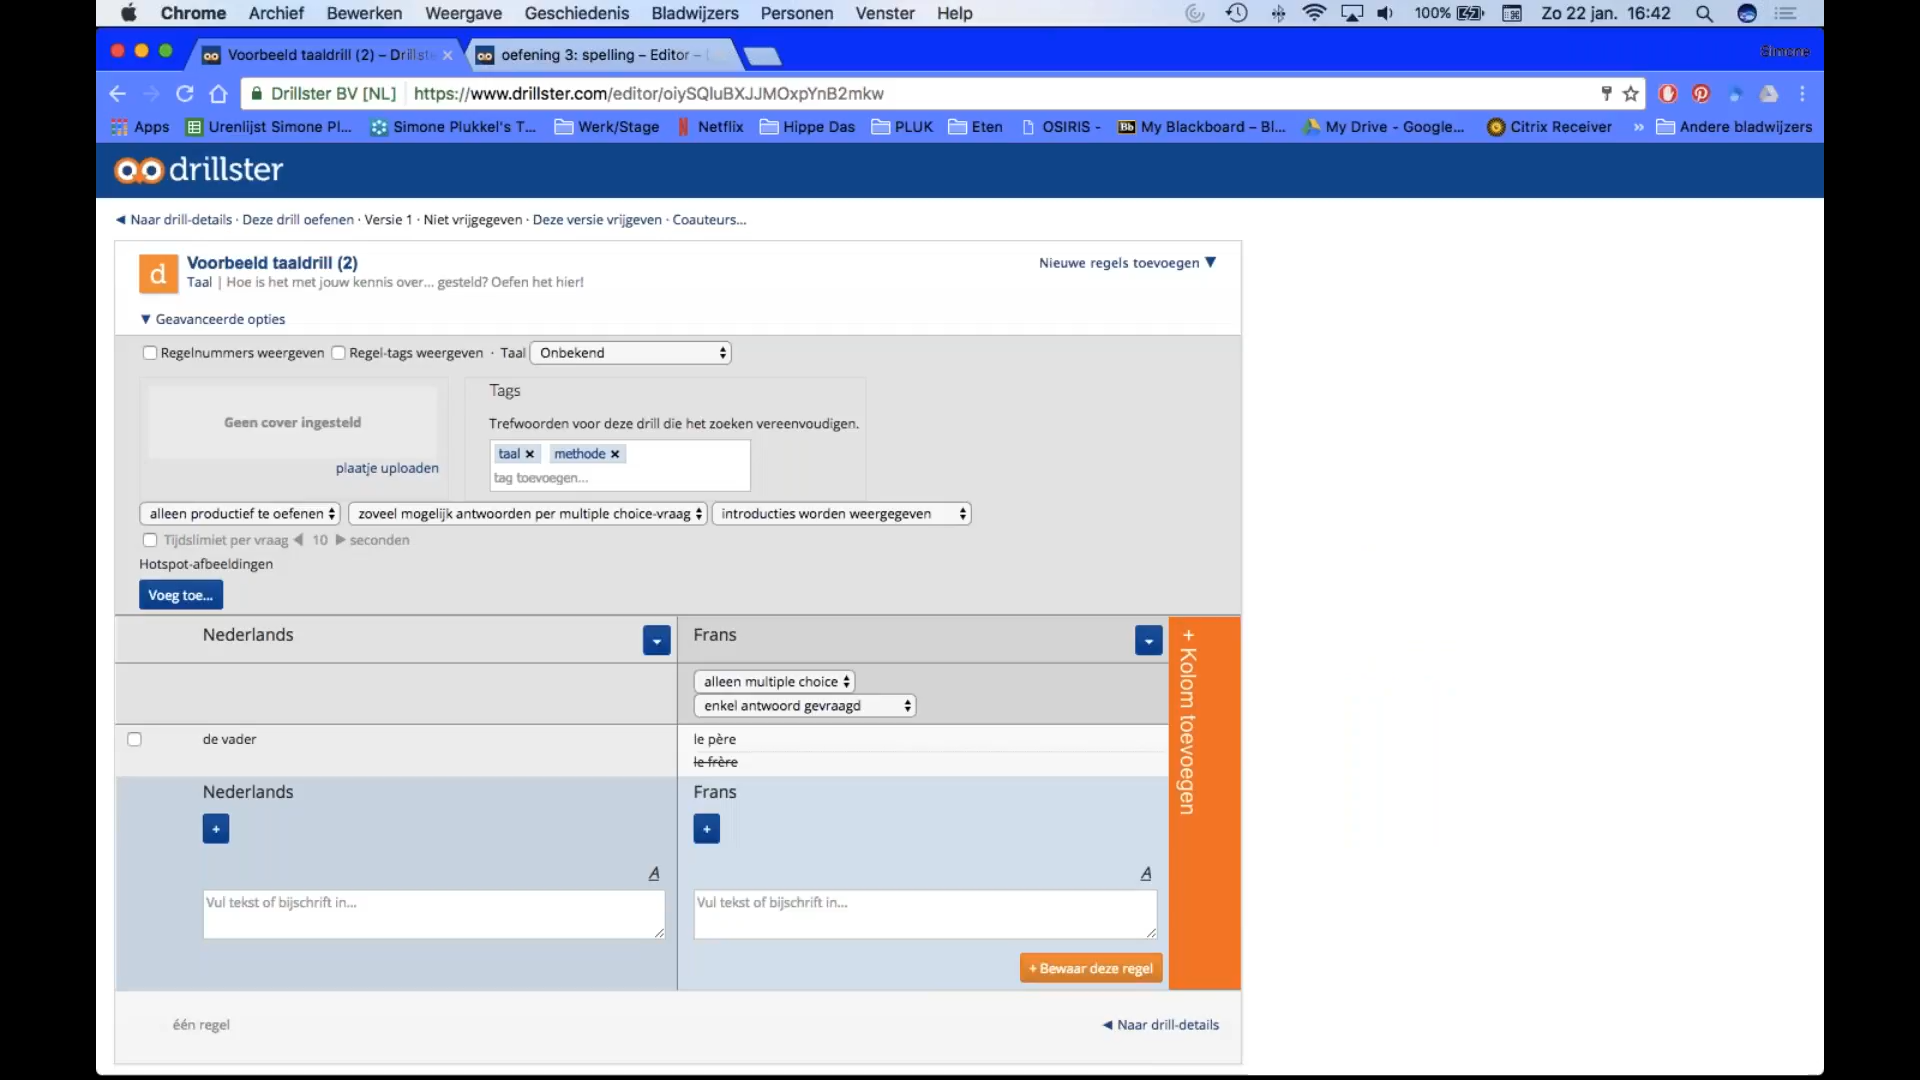 Chrome Archief Bewerken Weergave Geschiedenis Bladwijzers Personen Venster Help 100% Zo 22 jan. 16:42
Voorbeeld taaldrill (2) – Drillste × oefening 3: spelling – Editor – Simone
Drillster BV [NL] https://www.drillster.com/editor/oiySQIuBXJJMOxpYnB2mkw
Apps Urenlijst Simone Pl... Simone Plukkel's T... Werk/Stage Netflix Hippe Das PLUK Eten OSIRIS - Bb My Blackboard – Bl... My Drive - Google... Citrix Receiver » Andere bladwijzers
drillster
◀ Naar drill-details · Deze drill oefenen · Versie 1 · Niet vrijgegeven · Deze versie vrijgeven · Coauteurs...
d Voorbeeld taaldrill (2) Nieuwe regels toevoegen ▼
Taal | Hoe is het met jouw kennis over... gesteld? Oefen het hier!
▼ Geavanceerde opties
Regelnummers weergeven Regel-tags weergeven · Taal Onbekend
Tags
Geen cover ingesteld Trefwoorden voor deze drill die het zoeken vereenvoudigen.
taal × methode ×
plaatje uploaden tag toevoegen...
alleen productief te oefenen zoveel mogelijk antwoorden per multiple choice-vraag introducties worden weergegeven
Tijdslimiet per vraag ◀ 10 ▶ seconden
Hotspot-afbeeldingen
Voeg toe...
Nederlands Frans
+ Kolom toevoegen
alleen multiple choice
enkel antwoord gevraagd
de vader le père
le frère
Nederlands Frans
+ +
A A
Vul tekst of bijschrift in... Vul tekst of bijschrift in...
+ Bewaar deze regel
één regel ◀ Naar drill-details